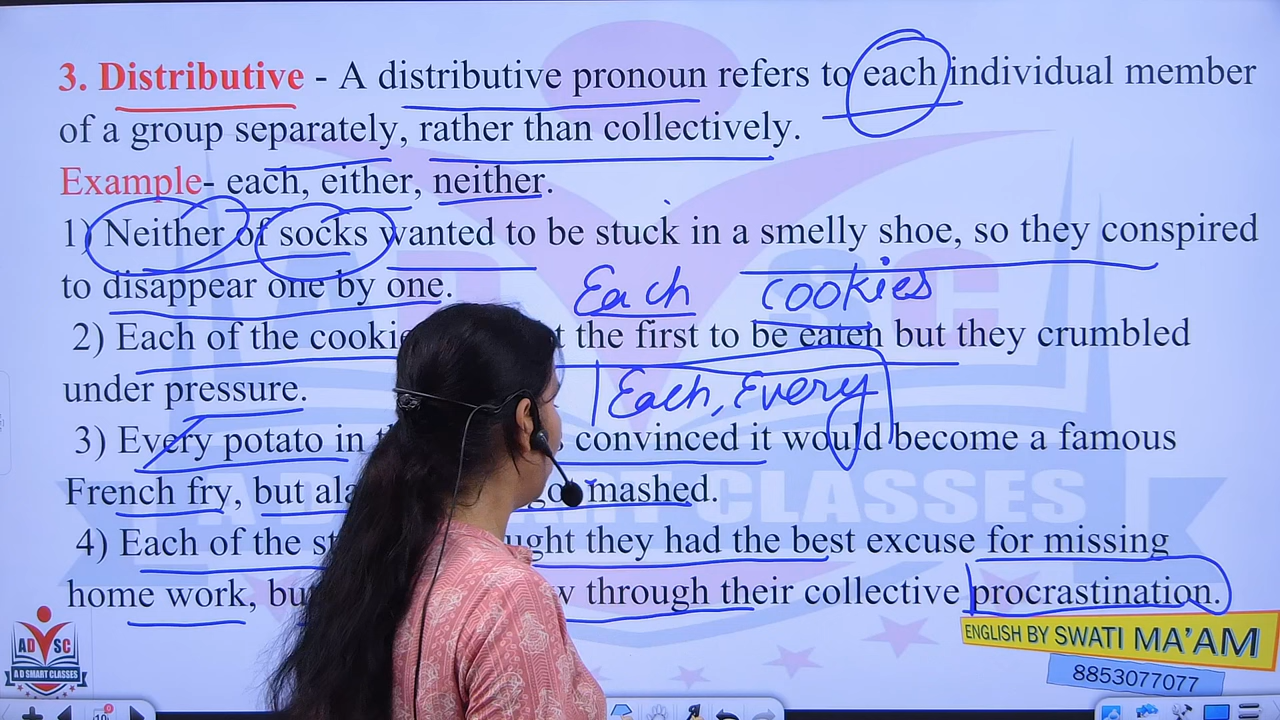 3. Distributive - A distributive pronoun refers to each individual member
of a group separately, rather than collectively.
Example- each, either, neither.
1) Neither of socks wanted to be stuck in a smelly shoe, so they conspired
to disappear one by one.
Each cookies
2) Each of the cookie the first to be eaten but they crumbled
under pressure.
Each, Every
3) Every potato in convinced it would become a famous
French fry, but mashed.
4) Each of the they had the best excuse for missing
home work, through their collective procrastination.
A D SMART CLASSES
AD SC
A D SMART CLASSES
ENGLISH BY SWATI MA'AM
8853077077